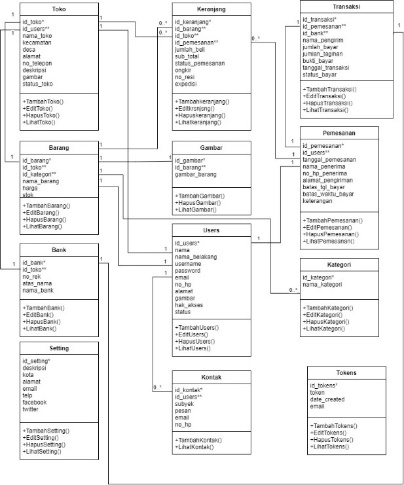 Toko
id_toko*
id_users**
nama_toko
kecamatan
desa
alamat
no_telepon
deskripsi
gambar
status_toko
+TambahToko()
+EditToko()
+HapusToko()
+LihatToko()
Keranjang
id_keranjang*
id_barang**
id_toko**
id_pemesanan**
jumlah_beli
sub_total
status_pemesanan
ongkir
no_resi
expedisi
+Tambahkeranjang()
+Editkranjang()
+Hapuskeranjang()
+Lihatkeranjang()
Transaksi
id_transaksi*
id_pemesanan**
id_bank**
nama_pengirim
jumlah_bayar
jumlah_tagihan
bukti_bayar
tanggal_transaksi
status_bayar
+TambahTransaksi()
+EditTransaksi()
+HapusTransaksi()
+LihatTransaksi()
Barang
id_barang*
id_toko**
id_kategori**
nama_barang
harga
stok
+TambahBarang()
+EditBarang()
+HapusBarang()
+LihatBarang()
Gambar
id_gambar*
id_barang**
gambar_barang
+TambahGambar()
+HapusGambar()
+LihatGambar()
Pemesanan
id_pemesanan*
id_users**
tanggal_pemesanan
nama_penerima
no_hp_penerima
alamat_pengiriman
batas_tgl_bayar
batas_waktu_bayar
keterangan
+TambahPemesanan()
+EditPemesanan()
+HapusPemesanan()
+LihatPemesanan()
Users
id_users*
nama
nama_belakang
username
password
email
no_hp
alamat
gambar
hak_akses
status
+TambahUsers()
+EditUsers()
+HapusUsers()
+LihatUsers()
Bank
id_bank*
id_toko**
no_rek
atas_nama
nama_bank
+TambahBank()
+EditBank()
+HapusBank()
+LihatBank()
Kategori
id_kategori*
nama_kategori
+TambahKategori()
+EditKategori()
+HapusKategori()
+LihatKategori()
Setting
id_setting*
deskripsi
kota
alamat
email
telp
facebook
twitter
+TambahSetting()
+EditSetting()
+HapusSetting()
+LihatSetting()
Kontak
id_kontak*
id_users**
subyek
pesan
email
no_hp
+TambahKontak()
+LihatKontak()
Tokens
id_tokens*
token
date_created
email
+TambahTokens()
+EditTokens()
+HapusTokens()
+LihatTokens()